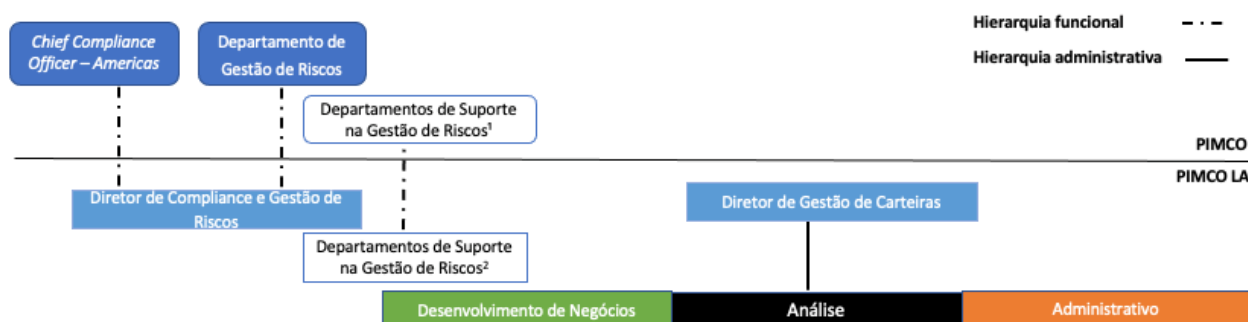 Hierarquia funcional
Hierarquia administrativa
Chief Compliance
Officer – Americas
Departamento de
Gestão de Riscos
Departamentos de Suporte
na Gestão de Riscos¹
PIMCO
PIMCO LA
Diretor de Compliance e Gestão de
Riscos
Diretor de Gestão de Carteiras
Departamentos de Suporte
na Gestão de Riscos²
Desenvolvimento de Negócios
Análise
Administrativo